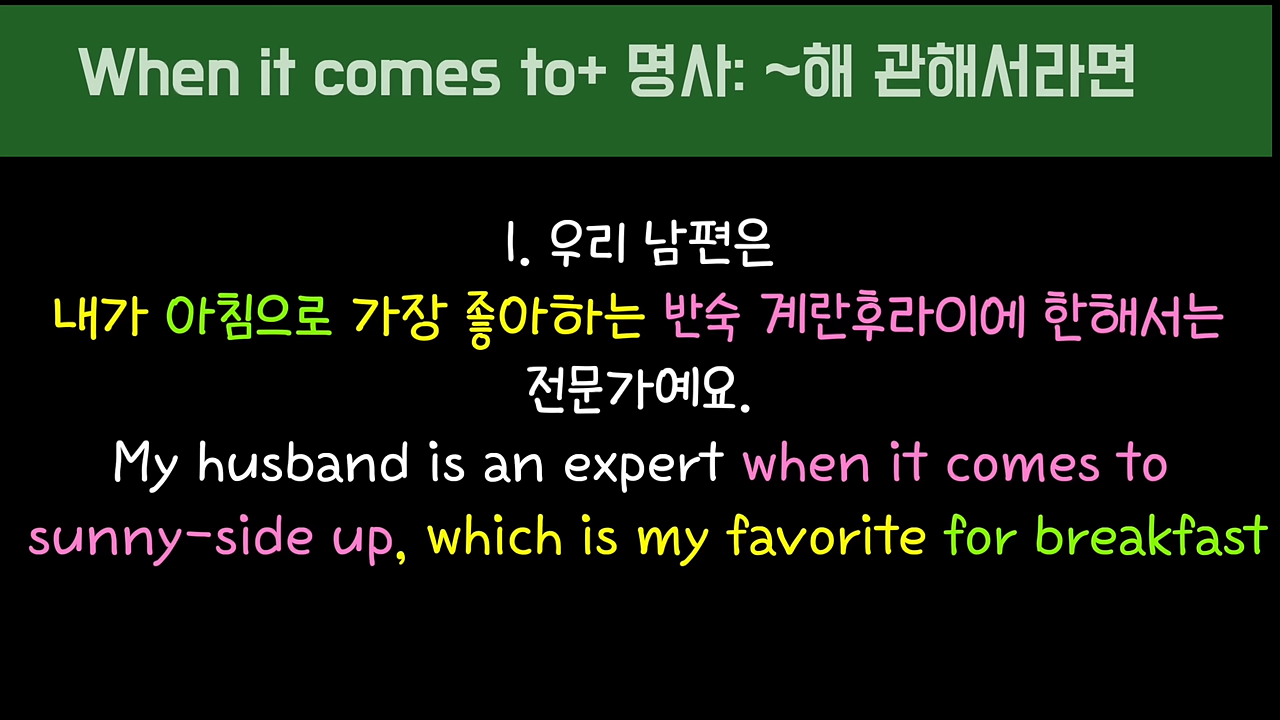 When it comes to+ 명사: ~해 관해서라면
1. 우리 남편은
내가 아침으로 가장 좋아하는 반숙 계란후라이에 한해서는
전문가예요.
My husband is an expert when it comes to
sunny-side up, which is my favorite for breakfast